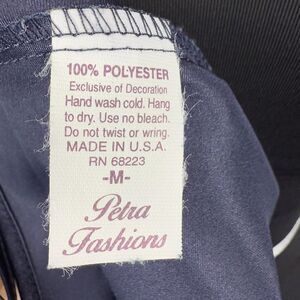 100% POLYESTER
Exclusive of Decoration
Hand wash cold. Hang
to dry. Use no bleach.
Do not twist or wring.
MADE IN U.S.A.
RN 68223
-M-
Petra
Fashions